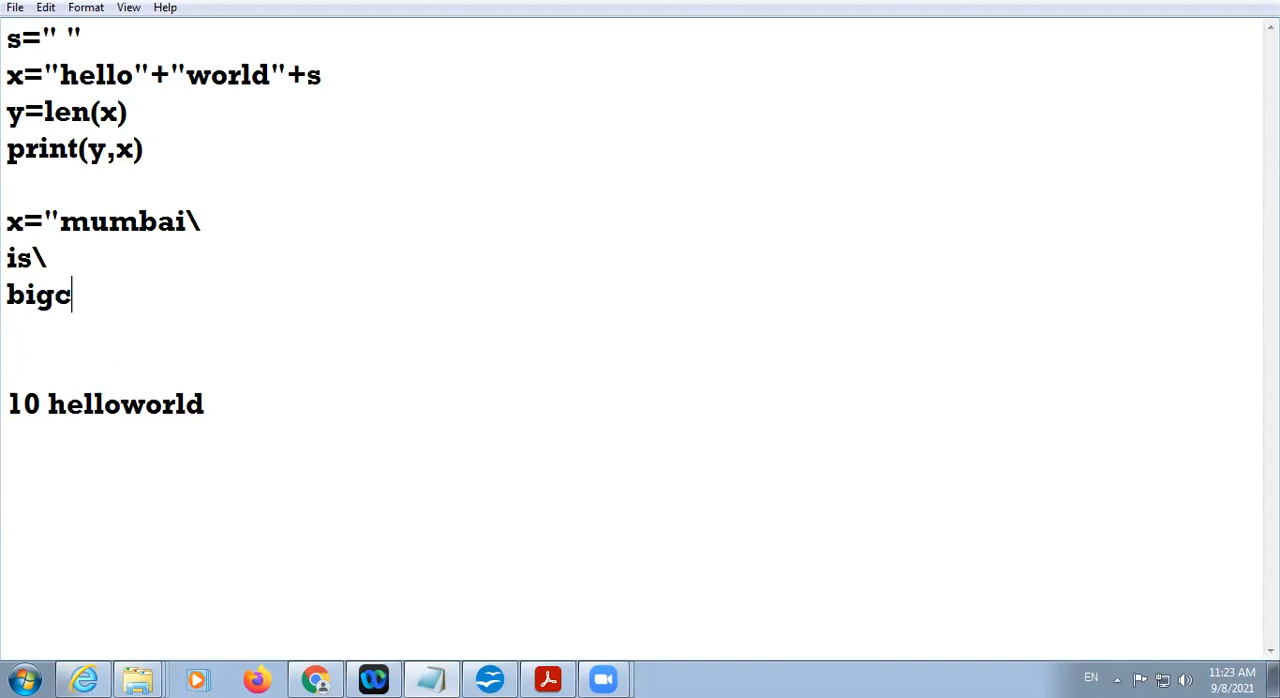 File Edit Format View Help
s=" "
x="hello"+"world"+s
y=len(x)
print(y,x)
x="mumbai\
is\
bigc
10 helloworld
EN 11:23 AM
9/8/2021